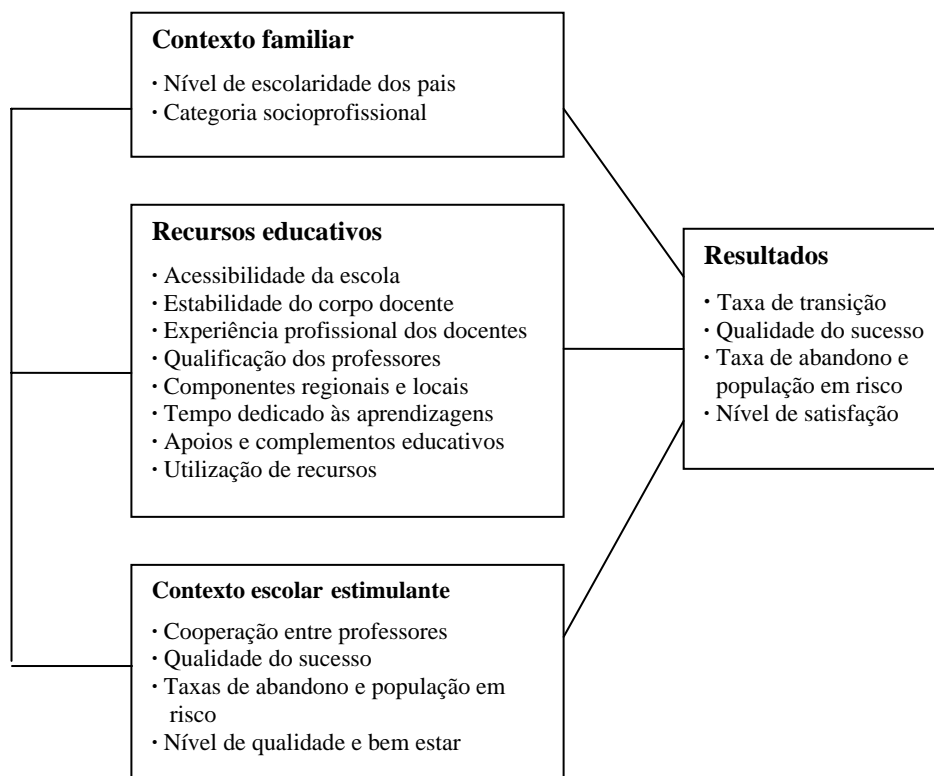 Contexto familiar
· Nível de escolaridade dos pais
· Categoria socioprofissional
Recursos educativos
· Acessibilidade da escola
· Estabilidade do corpo docente
· Experiência profissional dos docentes
· Qualificação dos professores
· Componentes regionais e locais
· Tempo dedicado às aprendizagens
· Apoios e complementos educativos
· Utilização de recursos
Contexto escolar estimulante
· Cooperação entre professores
· Qualidade do sucesso
· Taxas de abandono e população em
risco
· Nível de qualidade e bem estar
Resultados
· Taxa de transição
· Qualidade do sucesso
· Taxa de abandono e
população em risco
· Nível de satisfação